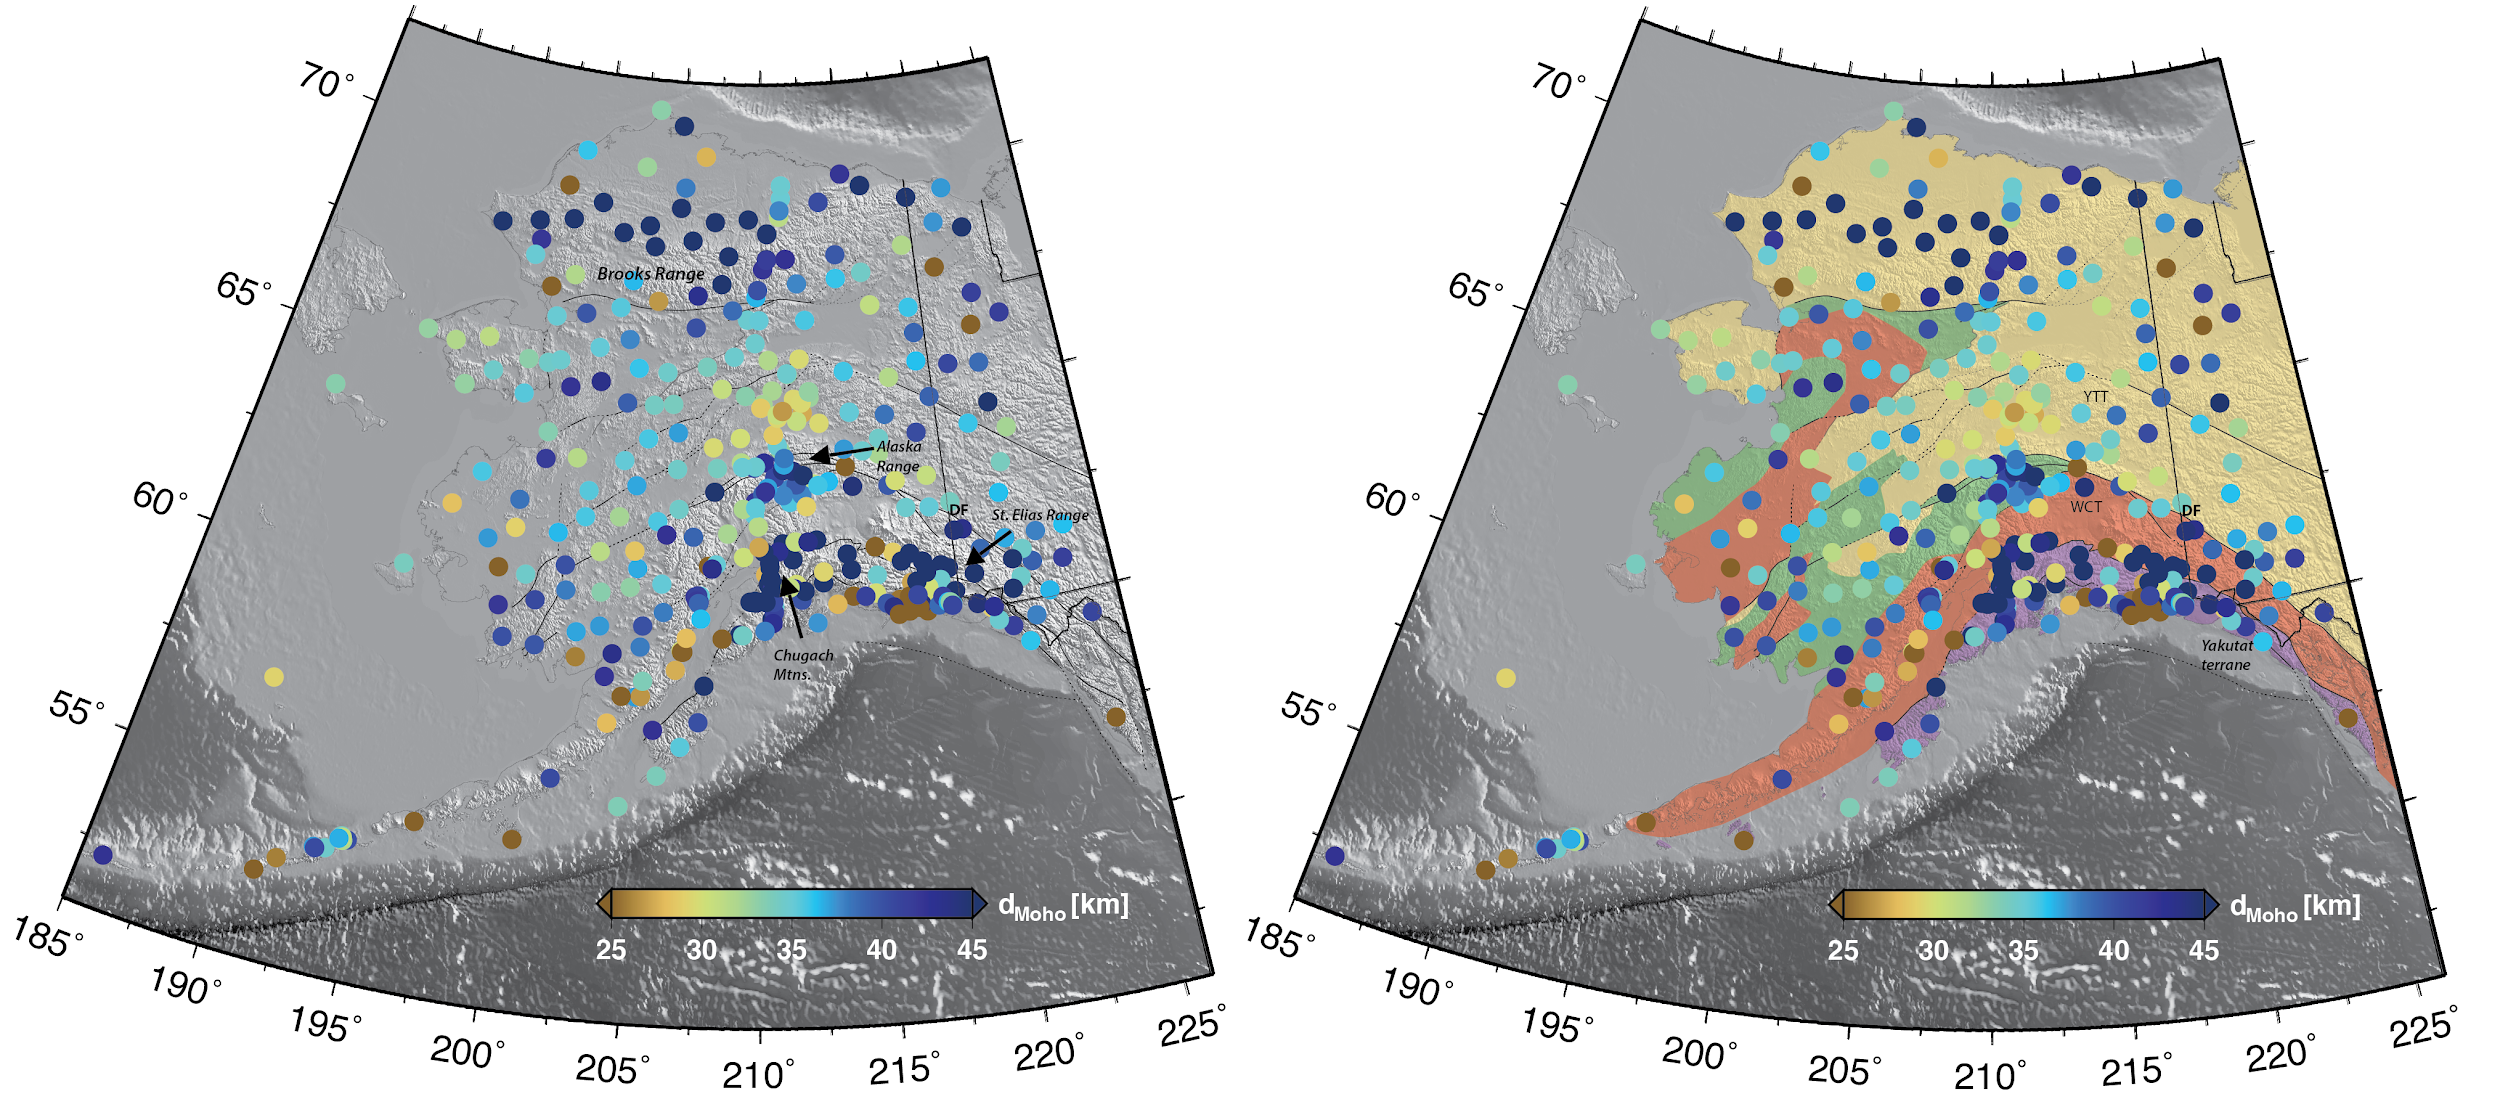 70°
65°
60°
55°
185°
190°
195°
200°
205°
210°
215°
220°
225°
Brooks Range
Alaska
Range
DF
St. Elias Range
Chugach
Mtns.
dMoho [km]
25 30 35 40 45
70°
65°
60°
55°
185°
190°
195°
200°
205°
210°
215°
220°
225°
YTT
WCT
DF
Yakutat
terrane
dMoho [km]
25 30 35 40 45